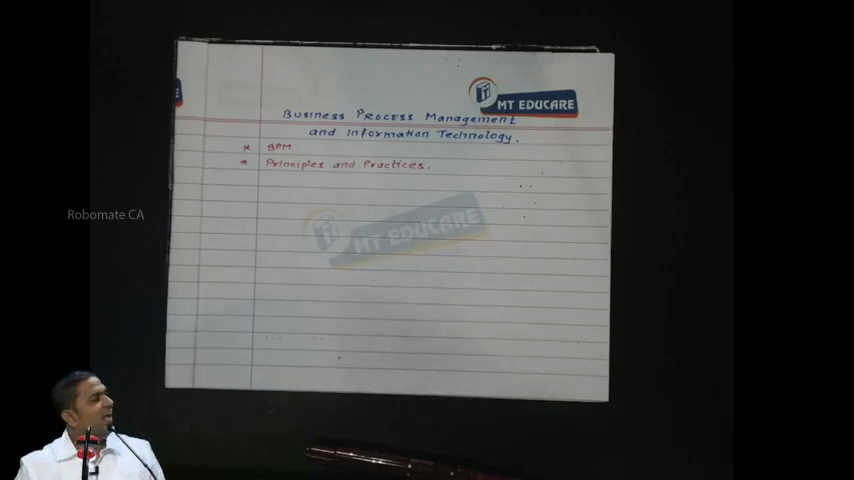 MT EDUCARE
Business Process Management
and Information Technology.
* BPM
* Principles and Practices.
Robomate CA
MT EDUCARE